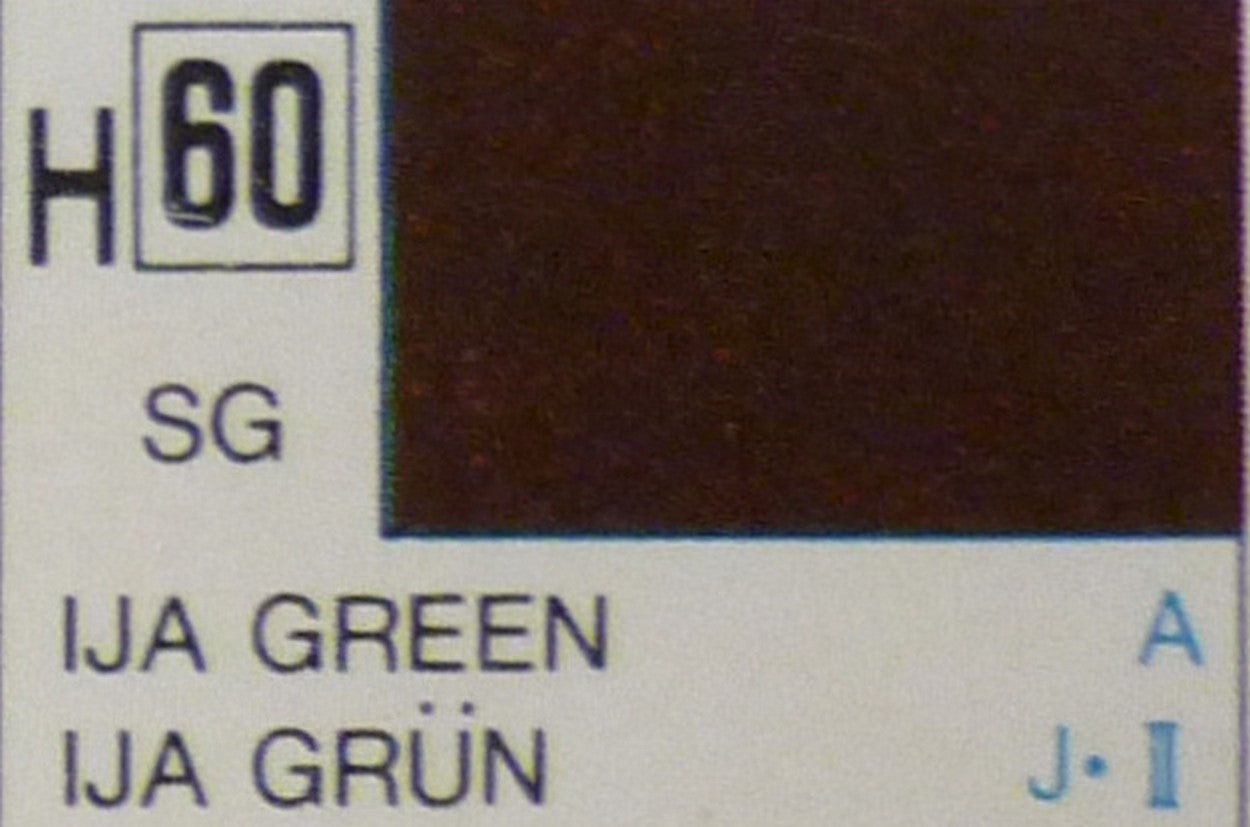 H 60
SG
IJA GREEN A
IJA GRÜN J・II